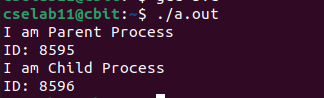 cselab11@cbit:~$ ./a.out
I am Parent Process
ID: 8595
I am Child Process
ID: 8596